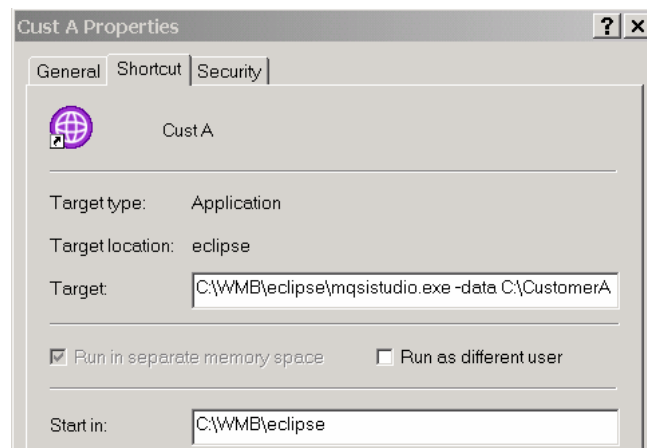 Cust A Properties
General Shortcut Security
Cust A
Target type: Application
Target location: eclipse
Target: C:\WMB\eclipse\mqsistudio.exe -data C:\CustomerA
Run in separate memory space Run as different user
Start in: C:\WMB\eclipse